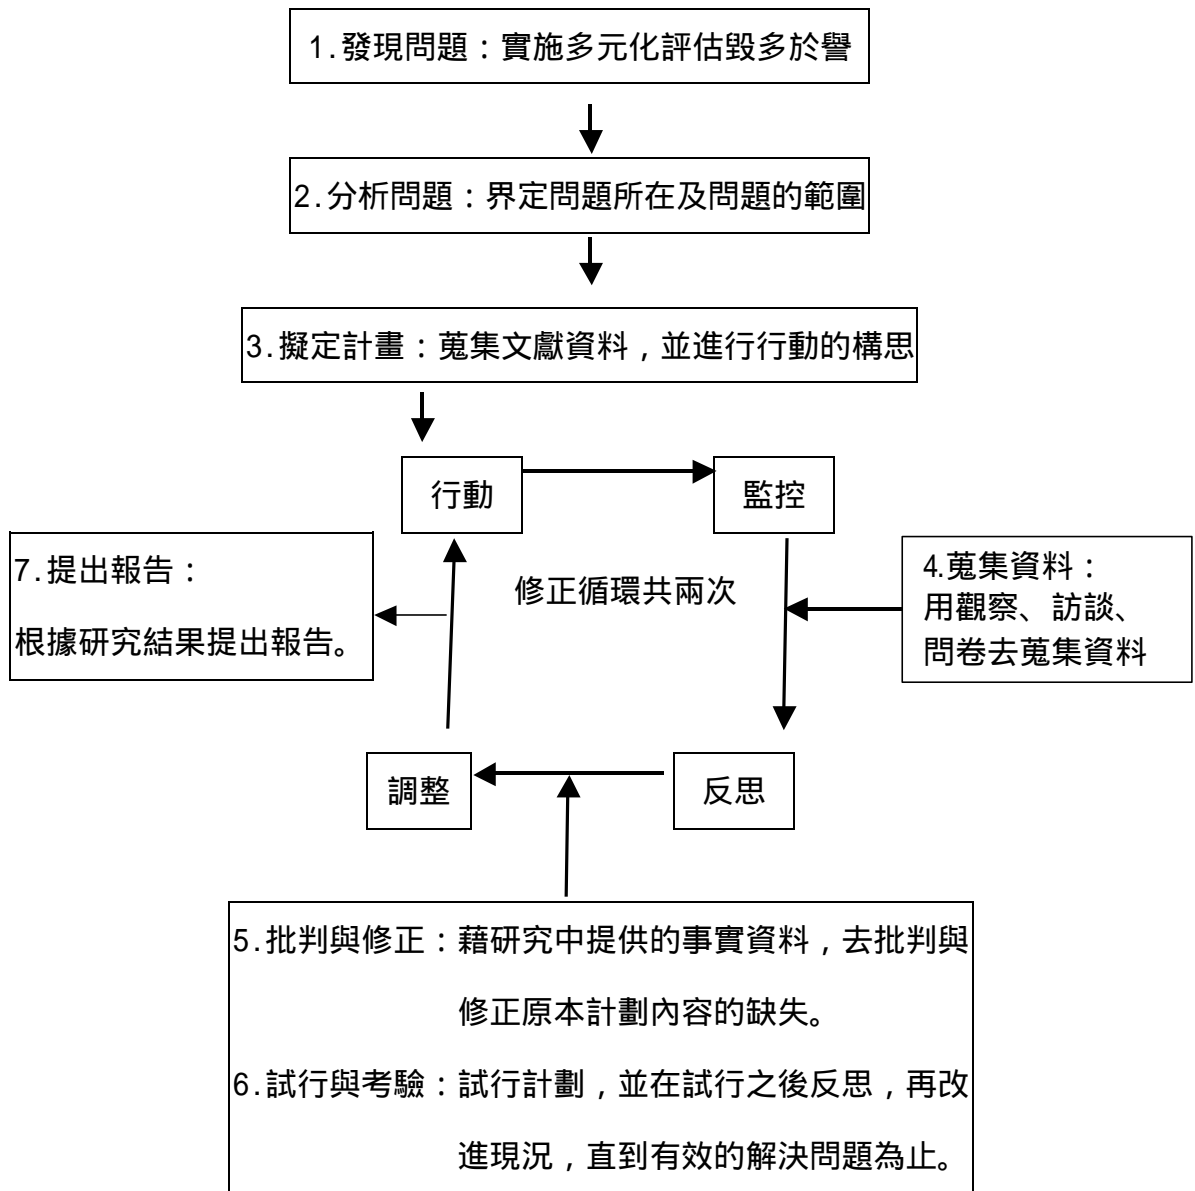 1.發現問題：實施多元化評估毀多於譽
2.分析問題：界定問題所在及問題的範圍
3.擬定計畫：蒐集文獻資料，並進行行動的構思
行動
監控
7.提出報告：
根據研究結果提出報告。
修正循環共兩次
4.蒐集資料：
用觀察、訪談、
問卷去蒐集資料
調整
反思
5.批判與修正：藉研究中提供的事實資料，去批判與
修正原本計劃內容的缺失。
6.試行與考驗：試行計劃，並在試行之後反思，再改
進現況，直到有效的解決問題為止。